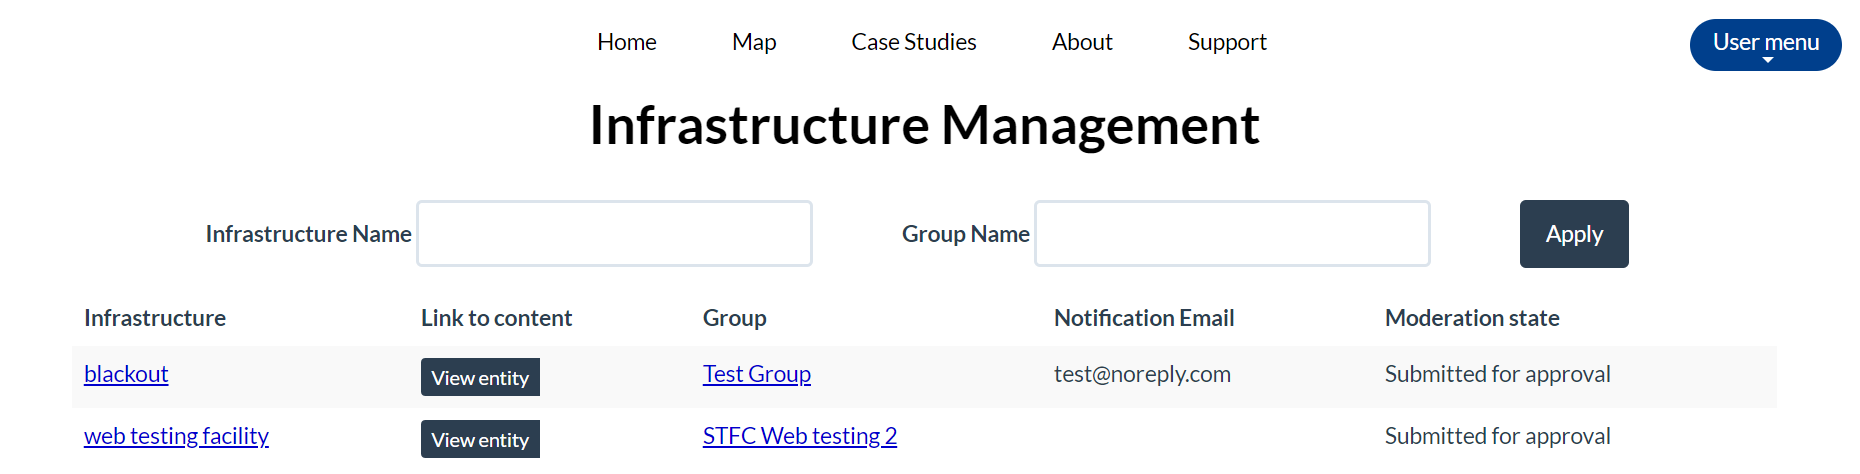 Home Map Case Studies About Support User menu
Infrastructure Management
Infrastructure Name Group Name Apply
Infrastructure Link to content Group Notification Email Moderation state
blackout View entity Test Group test@noreply.com Submitted for approval
web testing facility View entity STFC Web testing 2 Submitted for approval